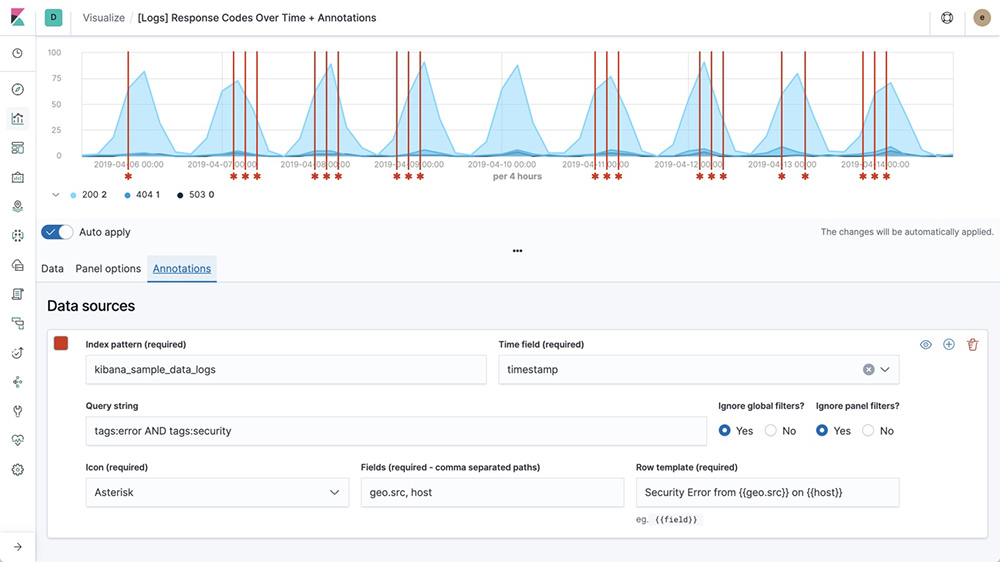 D Visualize / [Logs] Response Codes Over Time + Annotations e
100
75
50
25
0
2019-04-06 00:00 2019-04-07 00:00 2019-04-08 00:00 2019-04-09 00:00 2019-04-10 00:00 2019-04-11 00:00 2019-04-12 00:00 2019-04-13 00:00 2019-04-14 00:00
per 4 hours
200 2 404 1 503 0
Auto apply The changes will be automatically applied.
Data Panel options Annotations
Data sources
Index pattern (required) Time field (required)
kibana_sample_data_logs timestamp
Query string Ignore global filters? Ignore panel filters?
tags:error AND tags:security Yes No Yes No
Icon (required) Fields (required - comma separated paths) Row template (required)
Asterisk geo.src, host Security Error from {{geo.src}} on {{host}}
eg. {{field}}